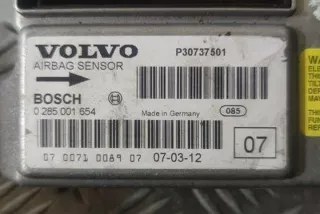 VOLVO
P30737501
AIRBAG SENSOR
BOSCH
0 285 001 654
Made in Germany
085
07
07 0071 0069 07
07-03-12